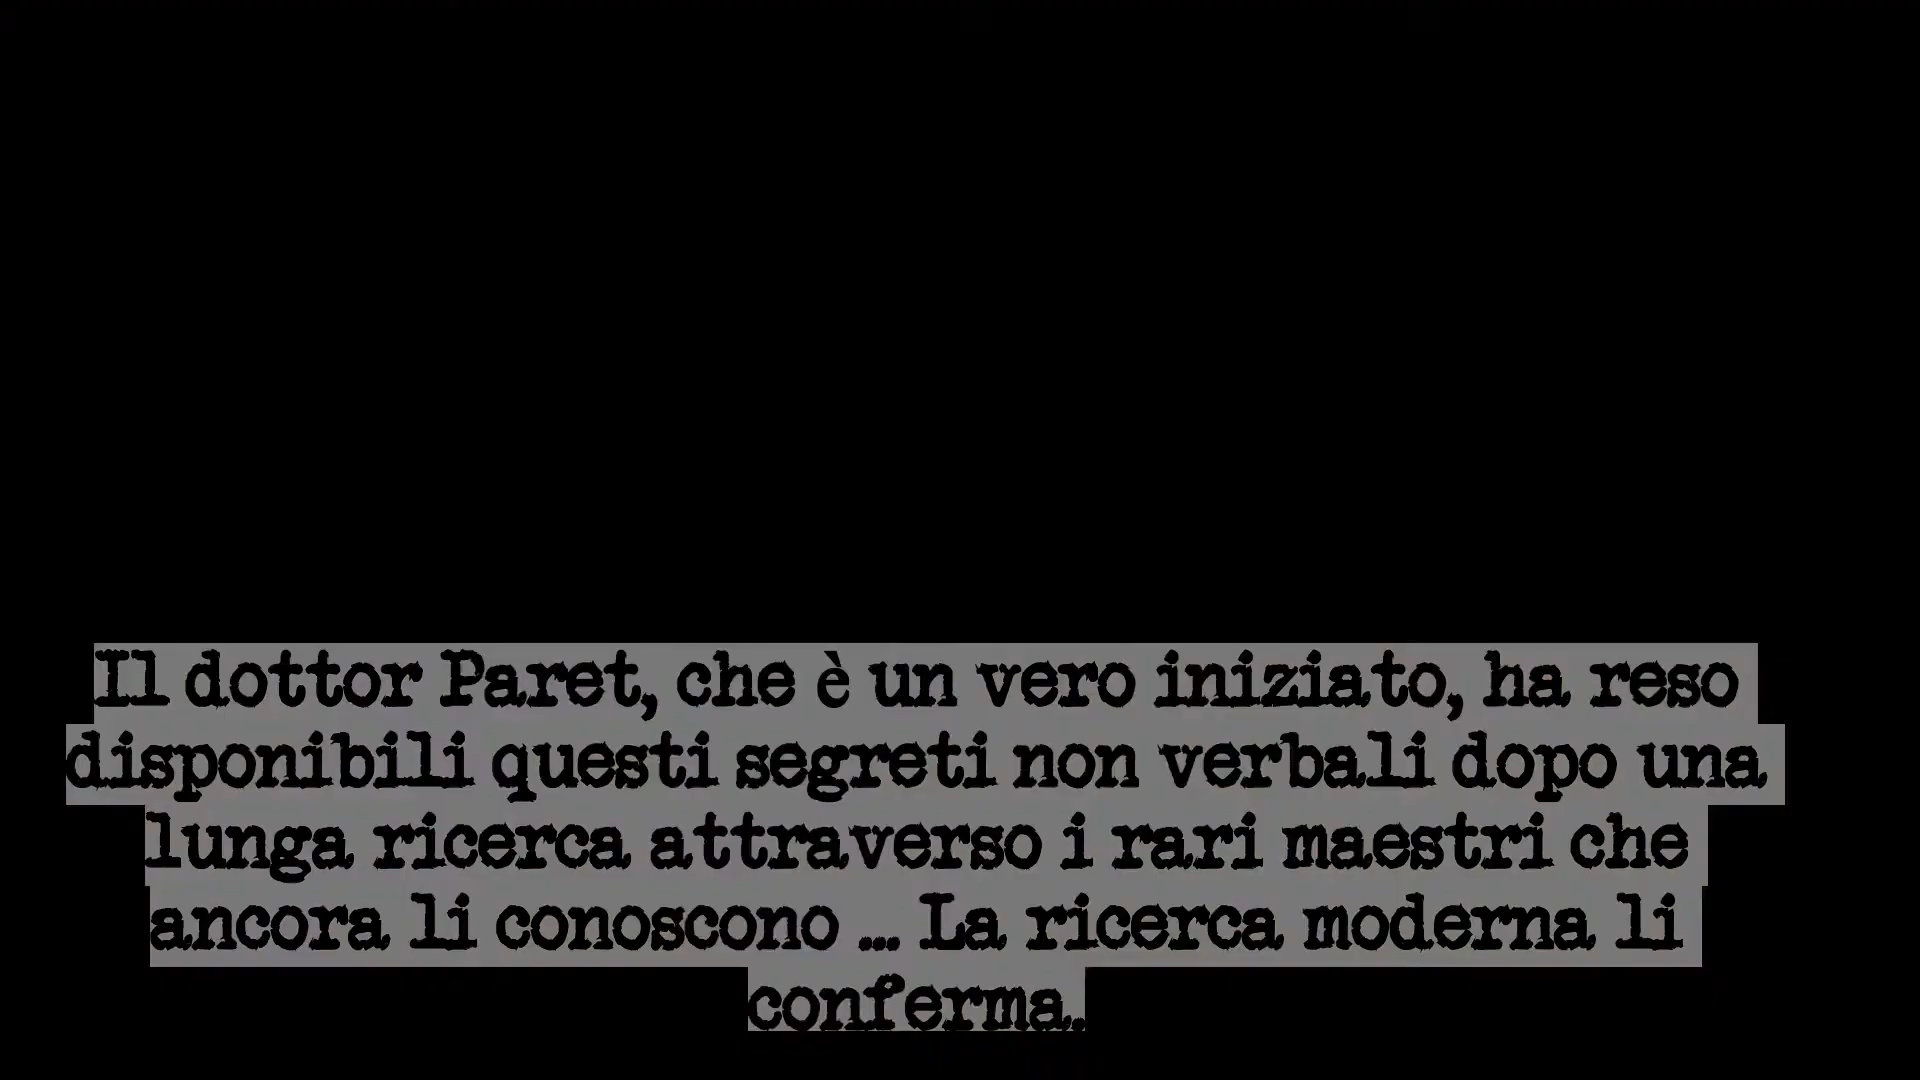 Il dottor Paret, che è un vero iniziato, ha reso
disponibili questi segreti non verbali dopo una
lunga ricerca attraverso i rari maestri che
ancora li conoscono ... La ricerca moderna li
conferma.